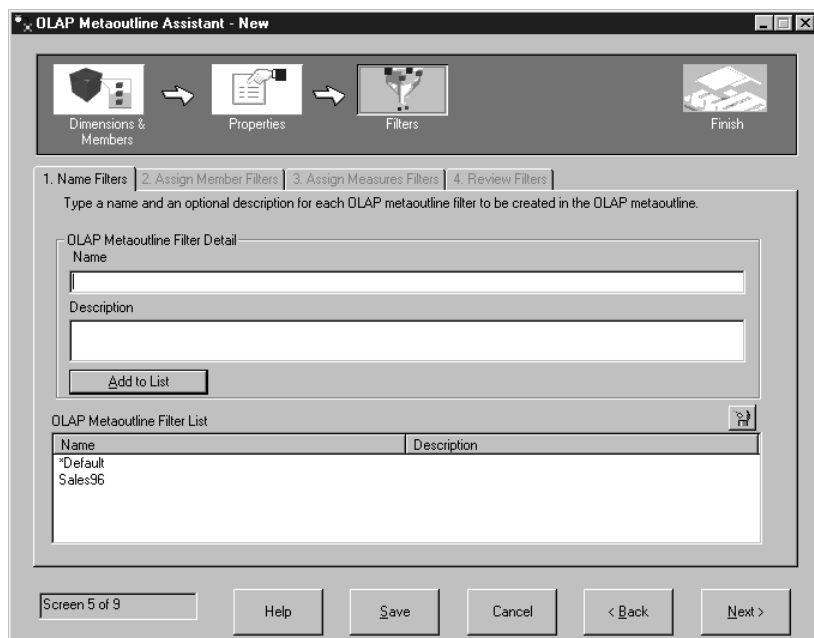 OLAP Metaoutline Assistant - New
Dimensions &
Members
Properties
Filters
Finish
1. Name Filters
2. Assign Member Filters
3. Assign Measures Filters
4. Review Filters
Type a name and an optional description for each OLAP metaoutline filter to be created in the OLAP metaoutline.
OLAP Metaoutline Filter Detail
Name
Description
Add to List
OLAP Metaoutline Filter List
Name Description
*Default
Sales96
Screen 5 of 9
Help
Save
Cancel
< Back
Next >